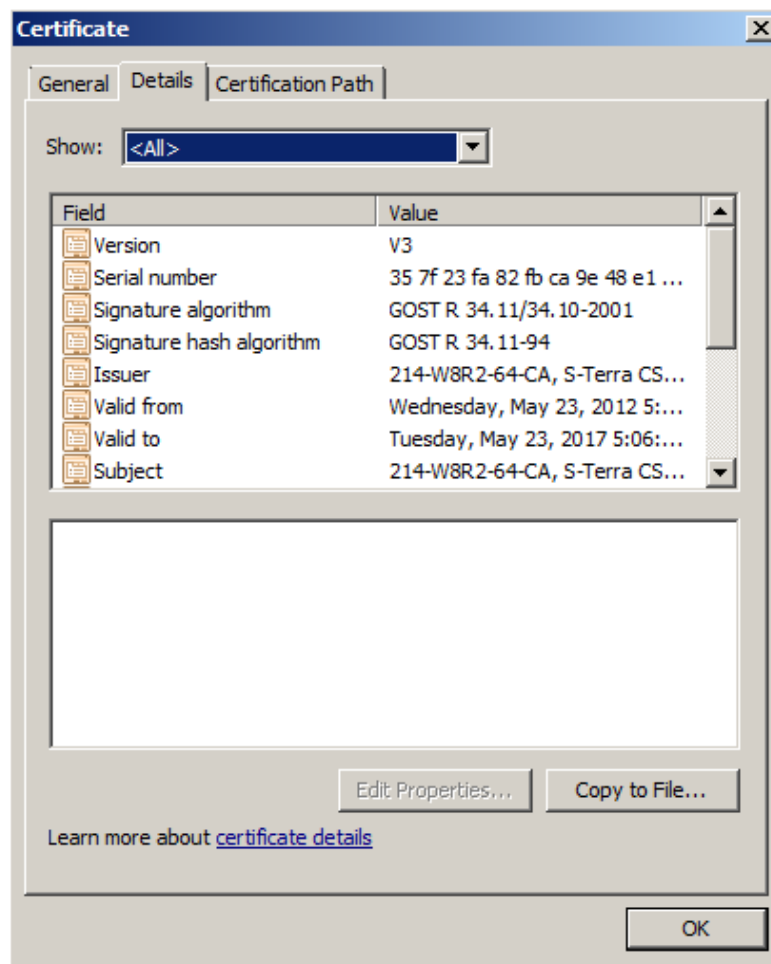 Certificate
General Details Certification Path
Show: <All>
Field Value
Version V3
Serial number 35 7f 23 fa 82 fb ca 9e 48 e1 ...
Signature algorithm GOST R 34.11/34.10-2001
Signature hash algorithm GOST R 34.11-94
Issuer 214-W8R2-64-CA, S-Terra CS...
Valid from Wednesday, May 23, 2012 5:...
Valid to Tuesday, May 23, 2017 5:06:...
Subject 214-W8R2-64-CA, S-Terra CS...
Edit Properties... Copy to File...
Learn more about certificate details
OK